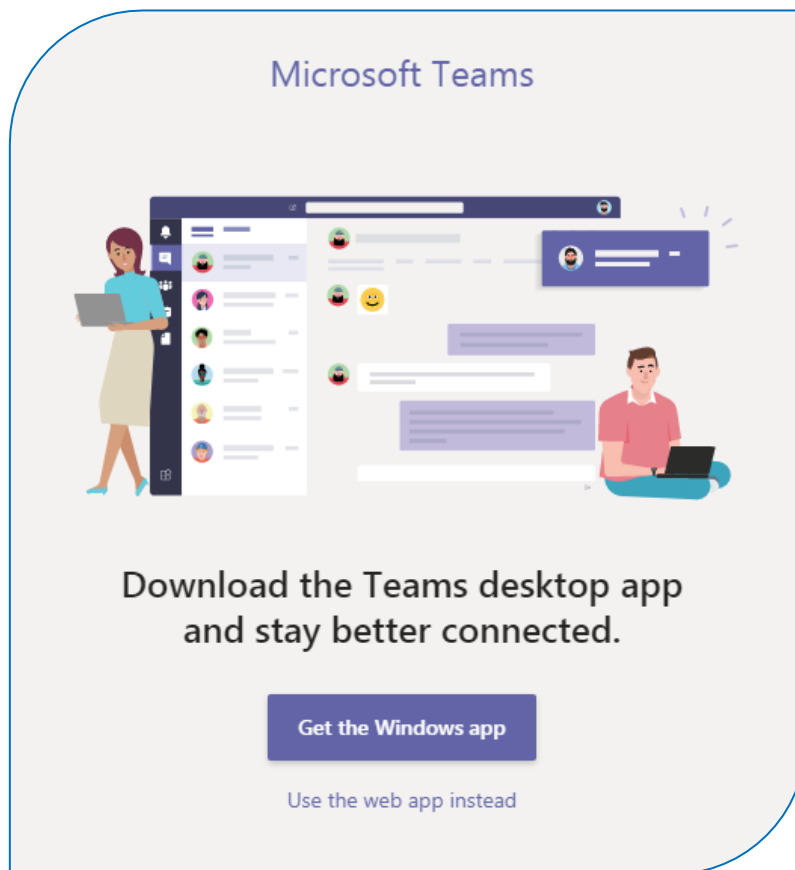 Microsoft Teams
Download the Teams desktop app
and stay better connected.
Get the Windows app
Use the web app instead